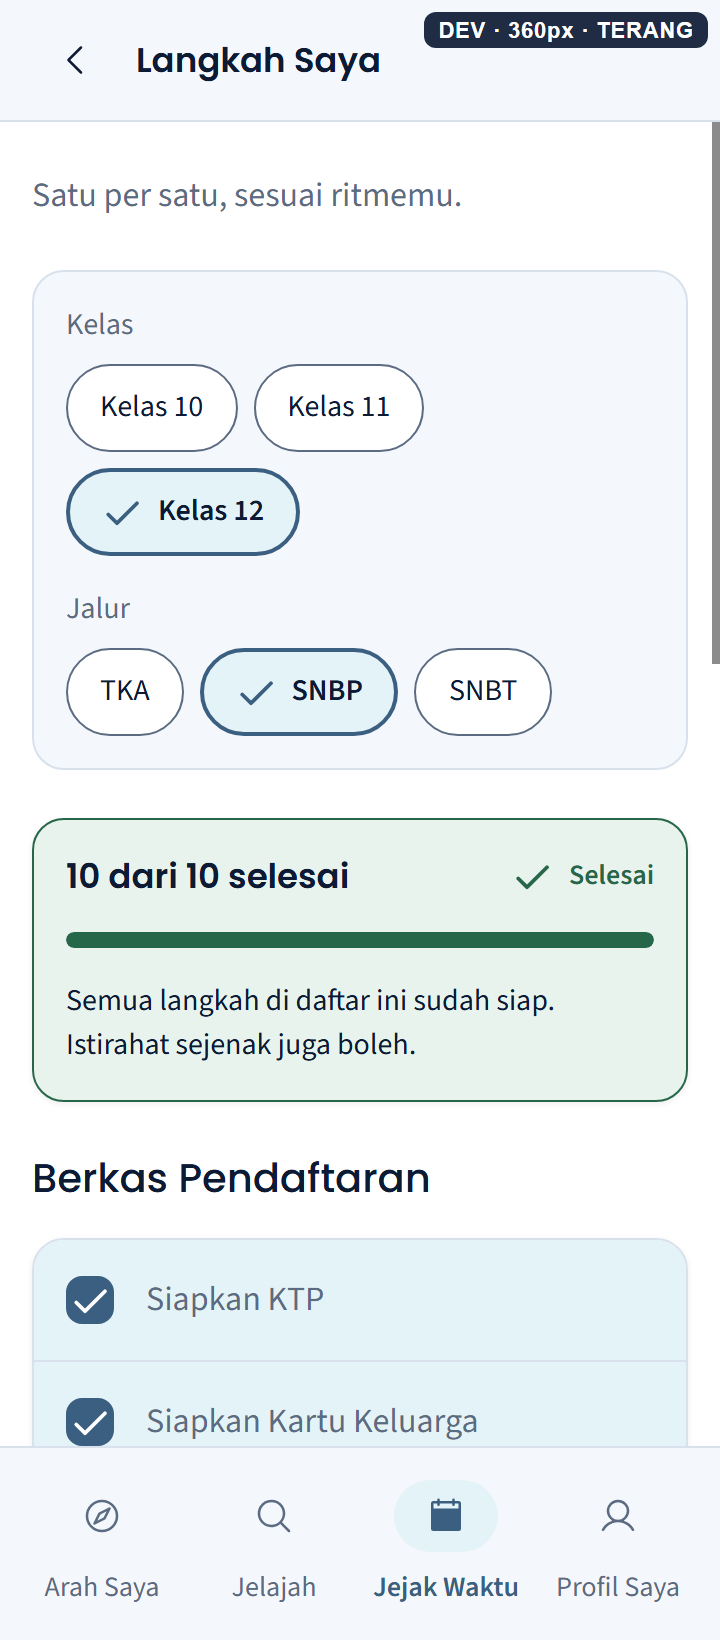 DEV · 360px · TERANG
Langkah Saya
Satu per satu, sesuai ritmemu.
Kelas
Kelas 10
Kelas 11
Kelas 12
Jalur
TKA
SNBP
SNBT
10 dari 10 selesai
Selesai
Semua langkah di daftar ini sudah siap.
Istirahat sejenak juga boleh.
Berkas Pendaftaran
Siapkan KTP
Siapkan Kartu Keluarga
Arah Saya
Jelajah
Jejak Waktu
Profil Saya